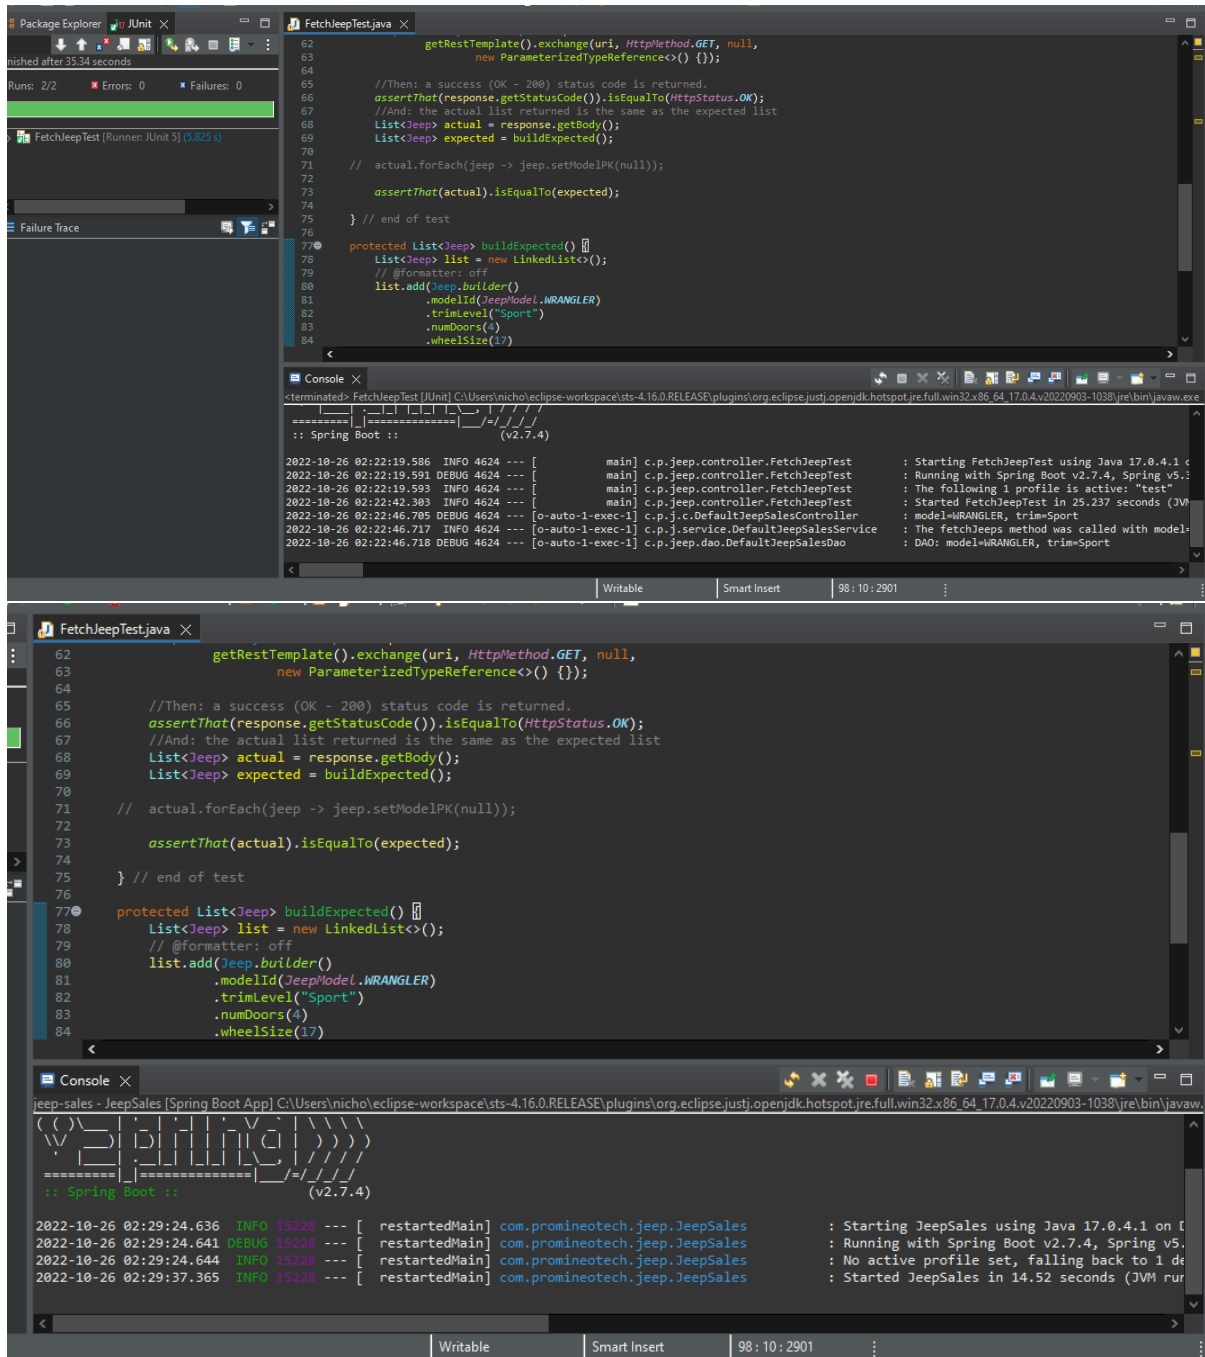 Package Explorer JUnit
FetchJeepTest.java
finished after 35.34 seconds
Runs: 2/2 Errors: 0 Failures: 0
FetchJeepTest [Runner: JUnit 5] (5.825 s)
Failure Trace
62 getRestTemplate().exchange(uri, HttpMethod.GET, null,
63 new ParameterizedTypeReference<>() {});
64
65 //Then: a success (OK - 200) status code is returned.
66 assertThat(response.getStatusCode()).isEqualTo(HttpStatus.OK);
67 //And: the actual list returned is the same as the expected list
68 List<Jeep> actual = response.getBody();
69 List<Jeep> expected = buildExpected();
70
71 // actual.forEach(jeep -> jeep.setModelPK(null));
72
73 assertThat(actual).isEqualTo(expected);
74
75 } // end of test
76
77 protected List<Jeep> buildExpected() {
78 List<Jeep> list = new LinkedList<>();
79 // @formatter: off
80 list.add(Jeep.builder()
81 .modelId(JeepModel.WRANGLER)
82 .trimLevel("Sport")
83 .numDoors(4)
84 .wheelSize(17)
Console
<terminated> FetchJeepTest [JUnit] C:\Users\nicho\eclipse-workspace\sts-4.16.0.RELEASE\plugins\org.eclipse.justj.openjdk.hotspot.jre.full.win32.x86_64_17.0.4.v20220903-1038\jre\bin\javaw.exe
:: Spring Boot :: (v2.7.4)
2022-10-26 02:22:19.586 INFO 4624 --- [ main] c.p.jeep.controller.FetchJeepTest : Starting FetchJeepTest using Java 17.0.4.1
2022-10-26 02:22:19.591 DEBUG 4624 --- [ main] c.p.jeep.controller.FetchJeepTest : Running with Spring Boot v2.7.4, Spring v5.3
2022-10-26 02:22:19.593 INFO 4624 --- [ main] c.p.jeep.controller.FetchJeepTest : The following 1 profile is active: "test"
2022-10-26 02:22:42.303 INFO 4624 --- [ main] c.p.jeep.controller.FetchJeepTest : Started FetchJeepTest in 25.237 seconds (JVM
2022-10-26 02:22:46.705 DEBUG 4624 --- [o-auto-1-exec-1] c.p.j.c.DefaultJeepSalesController : model=WRANGLER, trim=Sport
2022-10-26 02:22:46.717 INFO 4624 --- [o-auto-1-exec-1] c.p.j.service.DefaultJeepSalesService : The fetchJeeps method was called with model=
2022-10-26 02:22:46.718 DEBUG 4624 --- [o-auto-1-exec-1] c.p.jeep.dao.DefaultJeepSalesDao : DAO: model=WRANGLER, trim=Sport
Writable Smart Insert 98 : 10 : 2901
FetchJeepTest.java
62 getRestTemplate().exchange(uri, HttpMethod.GET, null,
63 new ParameterizedTypeReference<>() {});
64
65 //Then: a success (OK - 200) status code is returned.
66 assertThat(response.getStatusCode()).isEqualTo(HttpStatus.OK);
67 //And: the actual list returned is the same as the expected list
68 List<Jeep> actual = response.getBody();
69 List<Jeep> expected = buildExpected();
70
71 // actual.forEach(jeep -> jeep.setModelPK(null));
72
73 assertThat(actual).isEqualTo(expected);
74
75 } // end of test
76
77 protected List<Jeep> buildExpected() {
78 List<Jeep> list = new LinkedList<>();
79 // @formatter: off
80 list.add(Jeep.builder()
81 .modelId(JeepModel.WRANGLER)
82 .trimLevel("Sport")
83 .numDoors(4)
84 .wheelSize(17)
Console
jeep-sales - JeepSales [Spring Boot App] C:\Users\nicho\eclipse-workspace\sts-4.16.0.RELEASE\plugins\org.eclipse.justj.openjdk.hotspot.jre.full.win32.x86_64_17.0.4.v20220903-1038\jre\bin\javaw.
:: Spring Boot :: (v2.7.4)
2022-10-26 02:29:24.636 INFO 15228 --- [ restartedMain] com.promineotech.jeep.JeepSales : Starting JeepSales using Java 17.0.4.1 on D
2022-10-26 02:29:24.641 DEBUG 15228 --- [ restartedMain] com.promineotech.jeep.JeepSales : Running with Spring Boot v2.7.4, Spring v5.
2022-10-26 02:29:24.644 INFO 15228 --- [ restartedMain] com.promineotech.jeep.JeepSales : No active profile set, falling back to 1 de
2022-10-26 02:29:37.365 INFO 15228 --- [ restartedMain] com.promineotech.jeep.JeepSales : Started JeepSales in 14.52 seconds (JVM run
Writable Smart Insert 98 : 10 : 2901